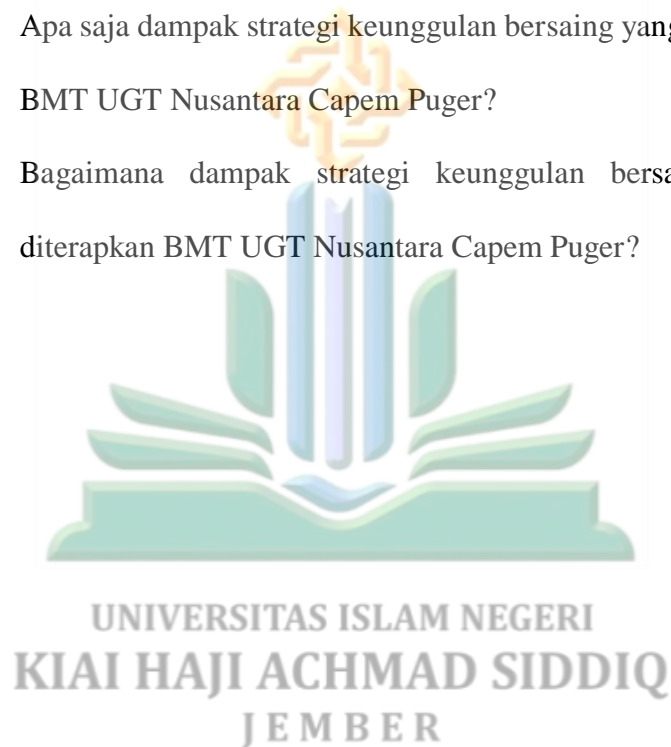 Apa saja dampak strategi keunggulan bersaing yang
BMT UGT Nusantara Capem Puger?
Bagaimana dampak strategi keunggulan bersa
diterapkan BMT UGT Nusantara Capem Puger?
UNIVERSITAS ISLAM NEGERI
KIAI HAJI ACHMAD SIDDIQ
JEMBER